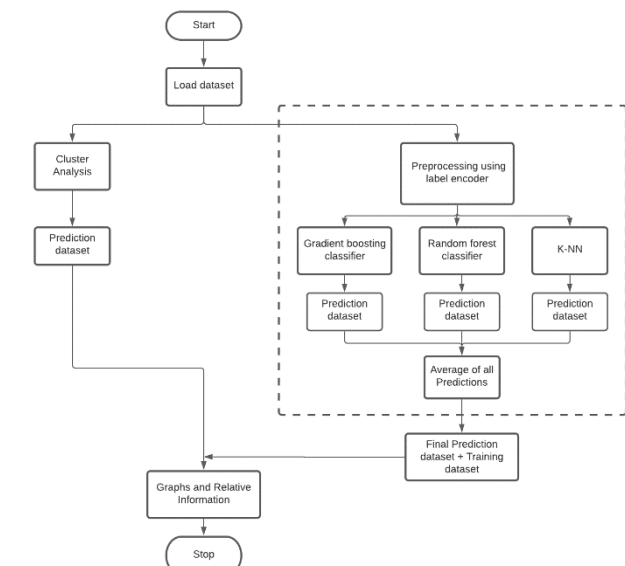 Start
Load dataset
Cluster
Analysis
Preprocessing using
label encoder
Prediction
dataset
Gradient boosting
classifier
Random forest
classifier
K-NN
Prediction
dataset
Prediction
dataset
Prediction
dataset
Average of all
Predictions
Final Prediction
dataset + Training
dataset
Graphs and Relative
Information
Stop